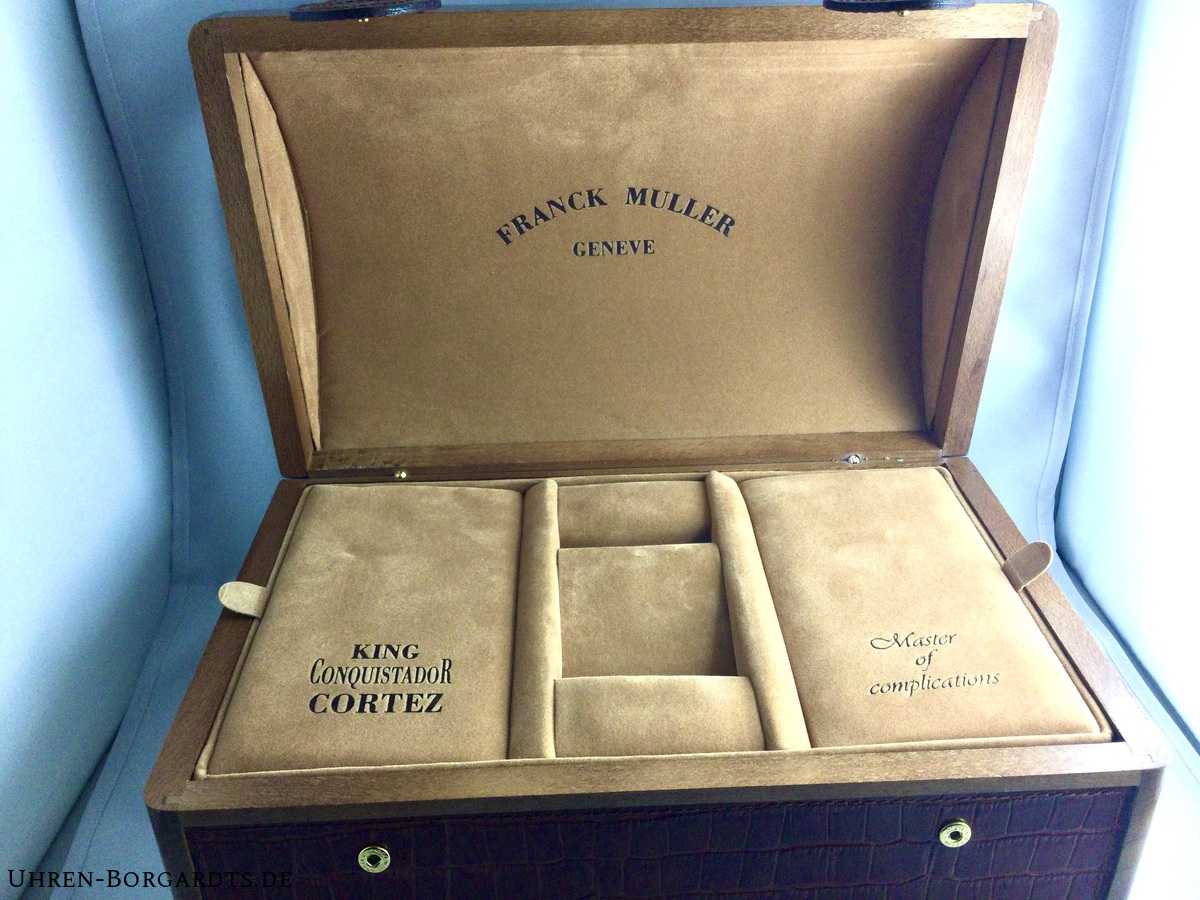 FRANCK MULLER
GENEVE
KING
CONQUISTADOR
CORTEZ
Master
of
complications
UHREN-BORGARDTS.DE